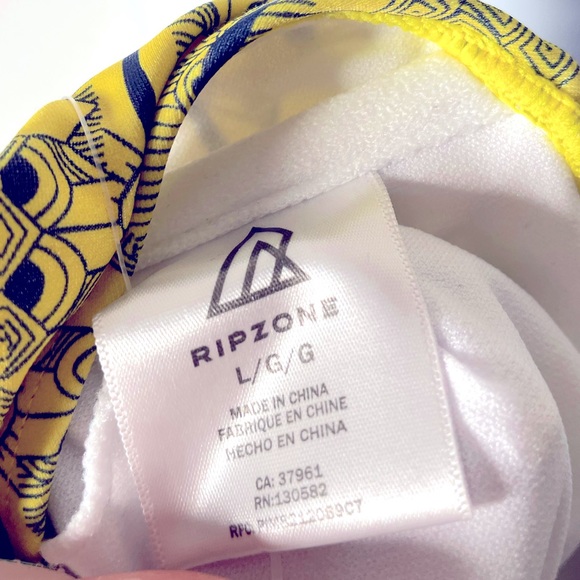 RIPZONE
L/G/G
MADE IN CHINA
FABRIQUE EN CHINE
HECHO EN CHINA
CA: 37961
RN:130582